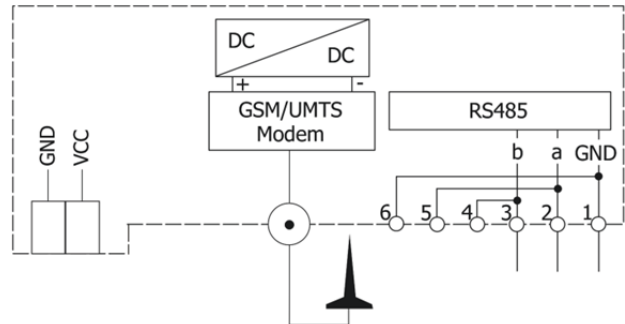 DC
DC
+ -
GSM/UMTS
Modem
RS485
b a GND
GND
VCC
6 5 4 3 2 1